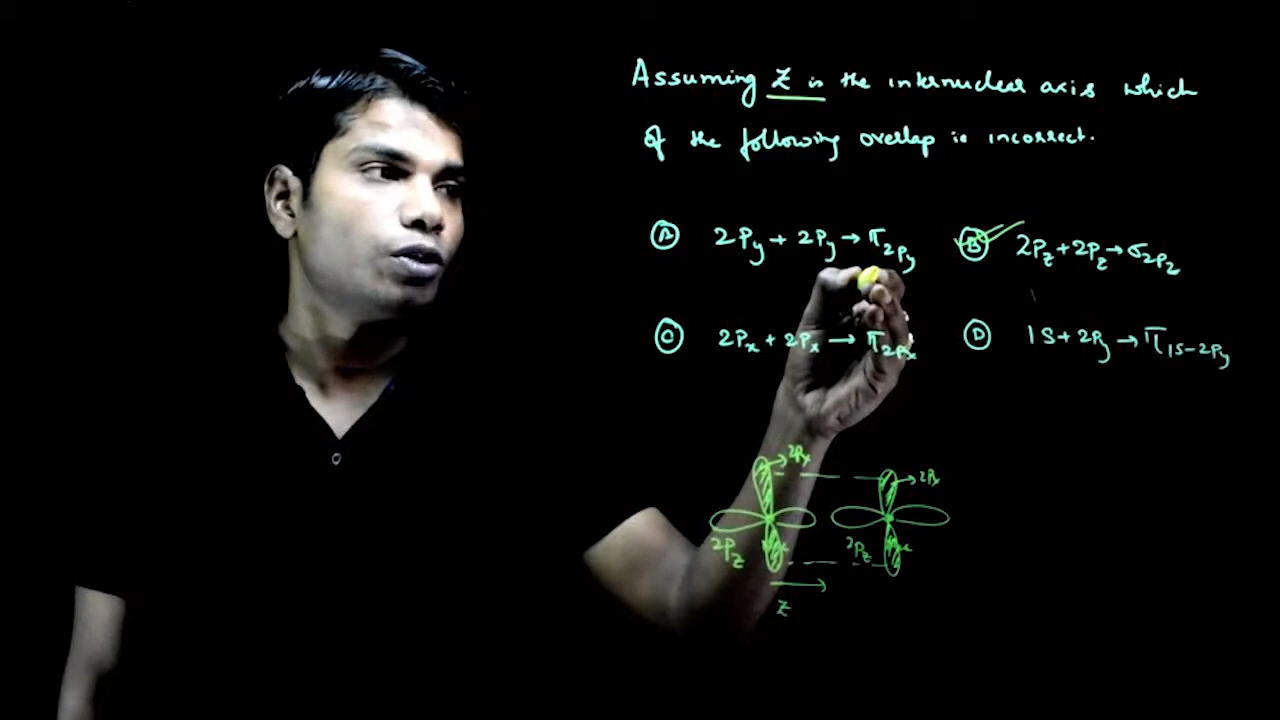 Assuming Z is the internuclear axis which
of the following overlap is incorrect.
(A) 2Py + 2Py → π2Py
(B) 2Pz + 2Pz → σ2Pz
(C) 2Px + 2Px → π2Px
(D) 1S + 2Py → π1S-2Py
2Px
2Px
2Pz
2Pz
Z